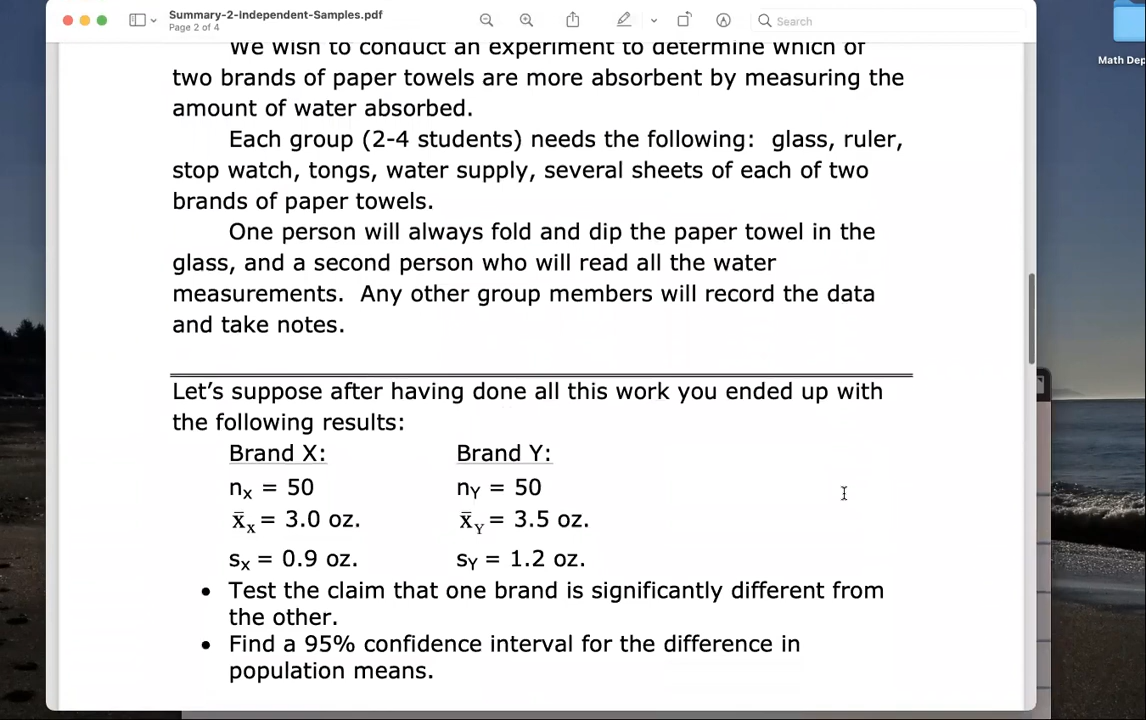 Summary-2-Independent-Samples.pdf
Page 2 of 4
Search
Math Dep
We wish to conduct an experiment to determine which of
two brands of paper towels are more absorbent by measuring the
amount of water absorbed.
Each group (2-4 students) needs the following: glass, ruler,
stop watch, tongs, water supply, several sheets of each of two
brands of paper towels.
One person will always fold and dip the paper towel in the
glass, and a second person who will read all the water
measurements. Any other group members will record the data
and take notes.
Let's suppose after having done all this work you ended up with
the following results:
Brand X: Brand Y:
nₓ = 50 nY = 50
x̄ₓ = 3.0 oz. x̄Y = 3.5 oz.
sₓ = 0.9 oz. sY = 1.2 oz.
• Test the claim that one brand is significantly different from
the other.
• Find a 95% confidence interval for the difference in
population means.